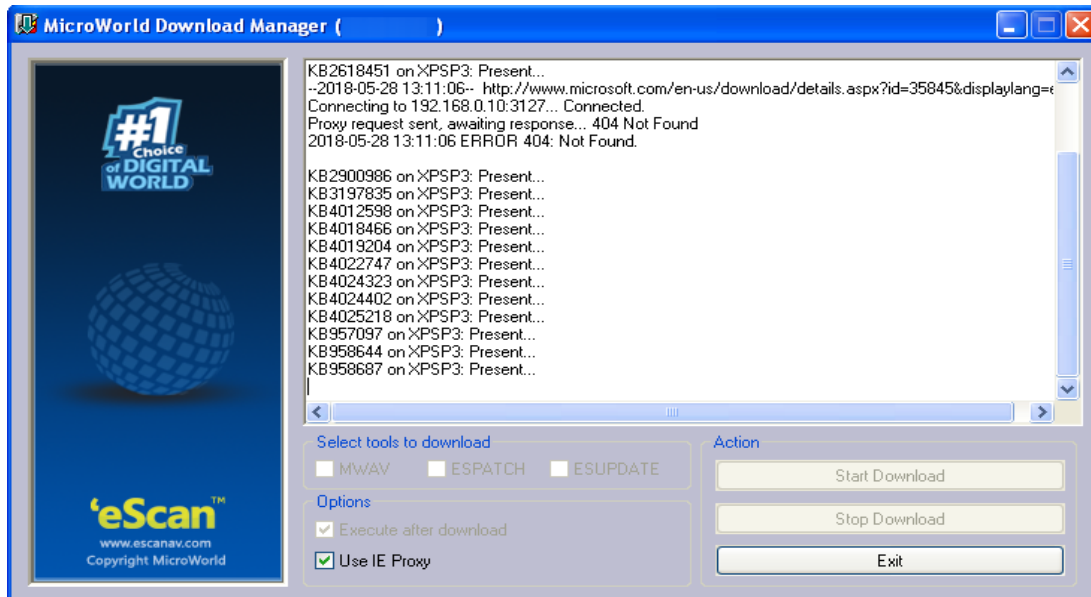 MicroWorld Download Manager ( )
#1
Choice
of DIGITAL
WORLD
eScan™
www.escanav.com
Copyright MicroWorld
KB2618451 on XPSP3: Present...
--2018-05-28 13:11:06-- http://www.microsoft.com/en-us/download/details.aspx?id=35845&displaylang=e
Connecting to 192.168.0.10:3127... Connected.
Proxy request sent, awaiting response... 404 Not Found
2018-05-28 13:11:06 ERROR 404: Not Found.
KB2900986 on XPSP3: Present...
KB3197835 on XPSP3: Present...
KB4012598 on XPSP3: Present...
KB4018466 on XPSP3: Present...
KB4019204 on XPSP3: Present...
KB4022747 on XPSP3: Present...
KB4024323 on XPSP3: Present...
KB4024402 on XPSP3: Present...
KB4025218 on XPSP3: Present...
KB957097 on XPSP3: Present...
KB958644 on XPSP3: Present...
KB958687 on XPSP3: Present...
Select tools to download
MWAV ESPATCH ESUPDATE
Options
Execute after download
Use IE Proxy
Action
Start Download
Stop Download
Exit